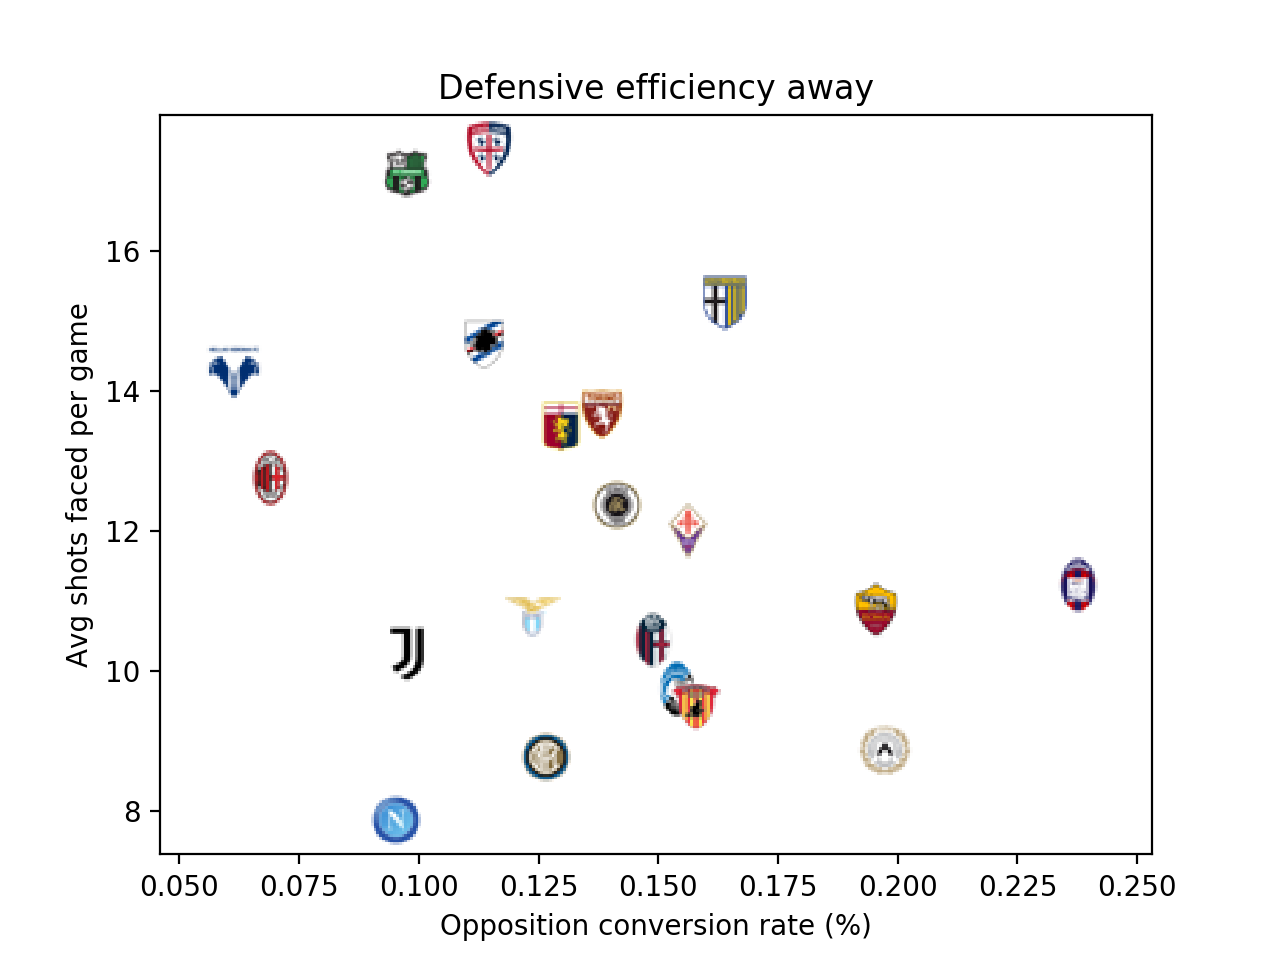 Defensive efficiency away
Avg shots faced per game
16
14
12
10
8
0.050 0.075 0.100 0.125 0.150 0.175 0.200 0.225 0.250
Opposition conversion rate (%)
N